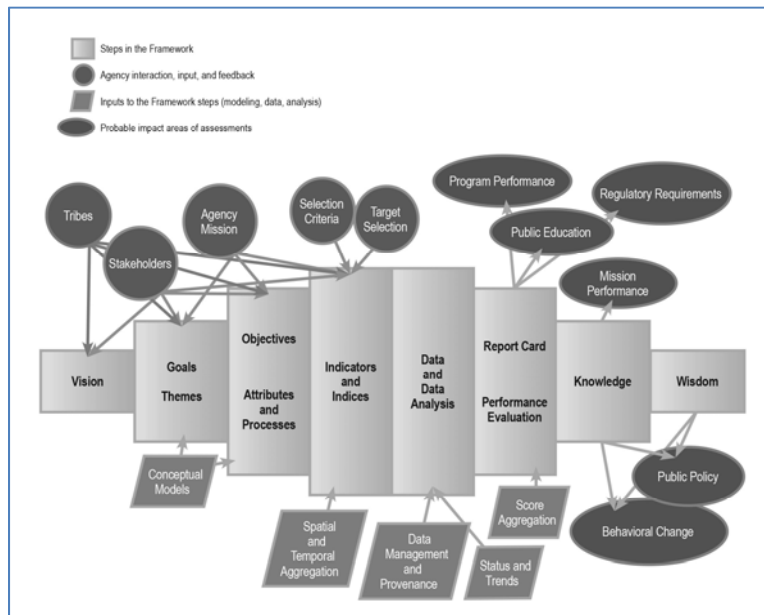 Steps in the Framework
Agency interaction, input, and feedback
Inputs to the Framework steps (modeling, data, analysis)
Probable impact areas of assessments
Tribes
Stakeholders
Agency
Mission
Selection
Criteria
Target
Selection
Program Performance
Regulatory Requirements
Public Education
Mission
Performance
Vision
Goals
Themes
Objectives
Attributes
and
Processes
Indicators
and
Indices
Data
and
Data
Analysis
Report Card
Performance
Evaluation
Knowledge
Wisdom
Conceptual
Models
Spatial
and
Temporal
Aggregation
Data
Management
and
Provenance
Status and
Trends
Score
Aggregation
Public Policy
Behavioral Change